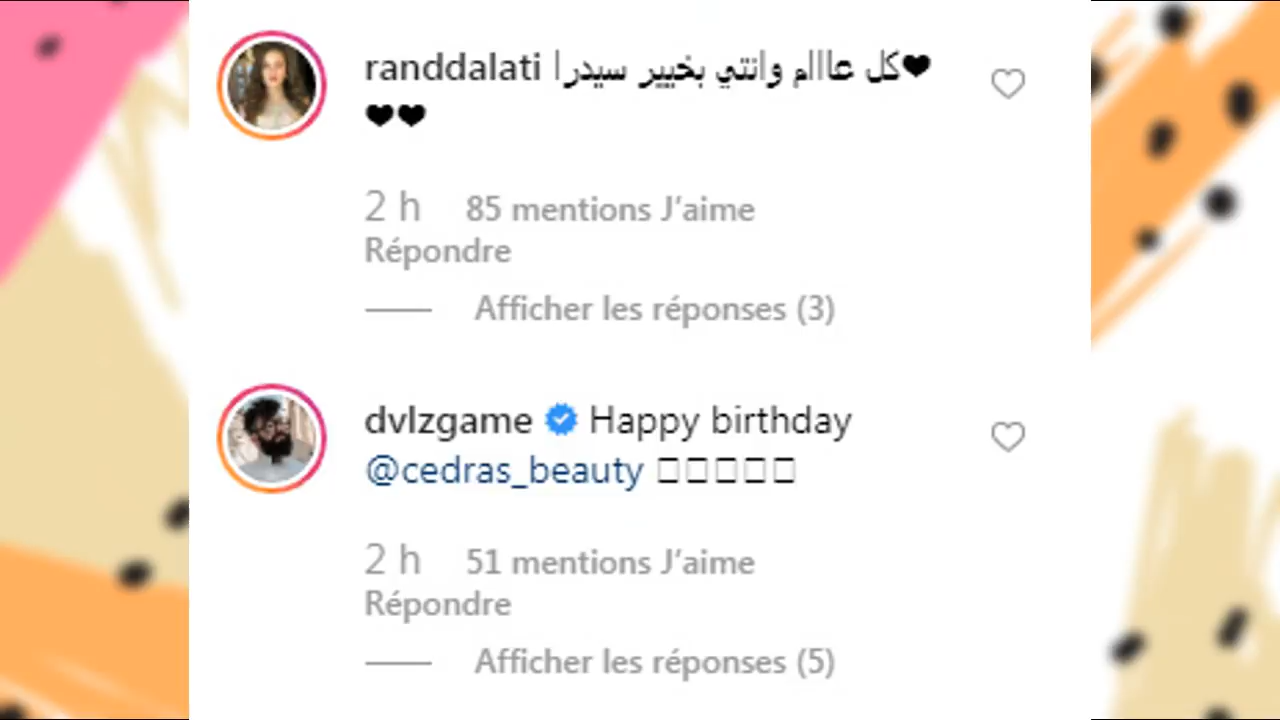 randdalati كل عااام وانتي بخيير سيدرا❤
❤❤
2 h 85 mentions J’aime
Répondre
Afficher les réponses (3)
dvlzgame Happy birthday
@cedras_beauty □□□□□
2 h 51 mentions J’aime
Répondre
Afficher les réponses (5)